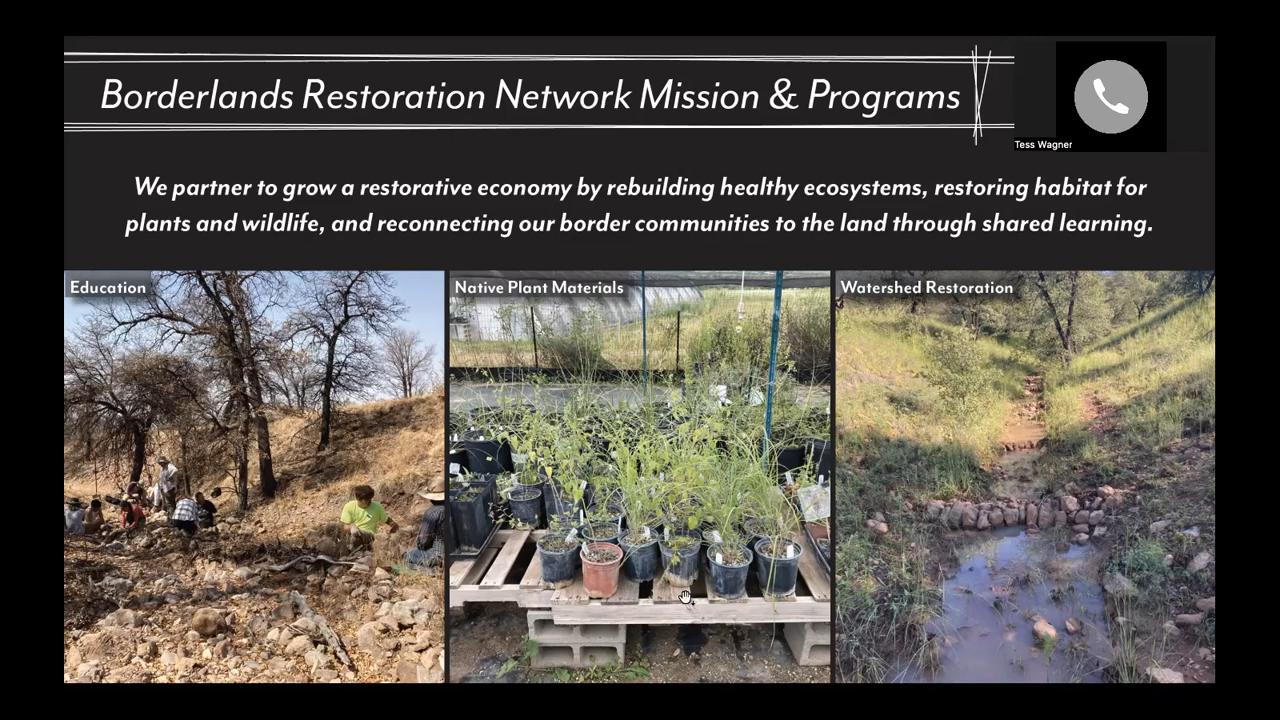 Borderlands Restoration Network Mission & Programs
Tess Wagner
We partner to grow a restorative economy by rebuilding healthy ecosystems, restoring habitat for
plants and wildlife, and reconnecting our border communities to the land through shared learning.
Education
Native Plant Materials
Watershed Restoration